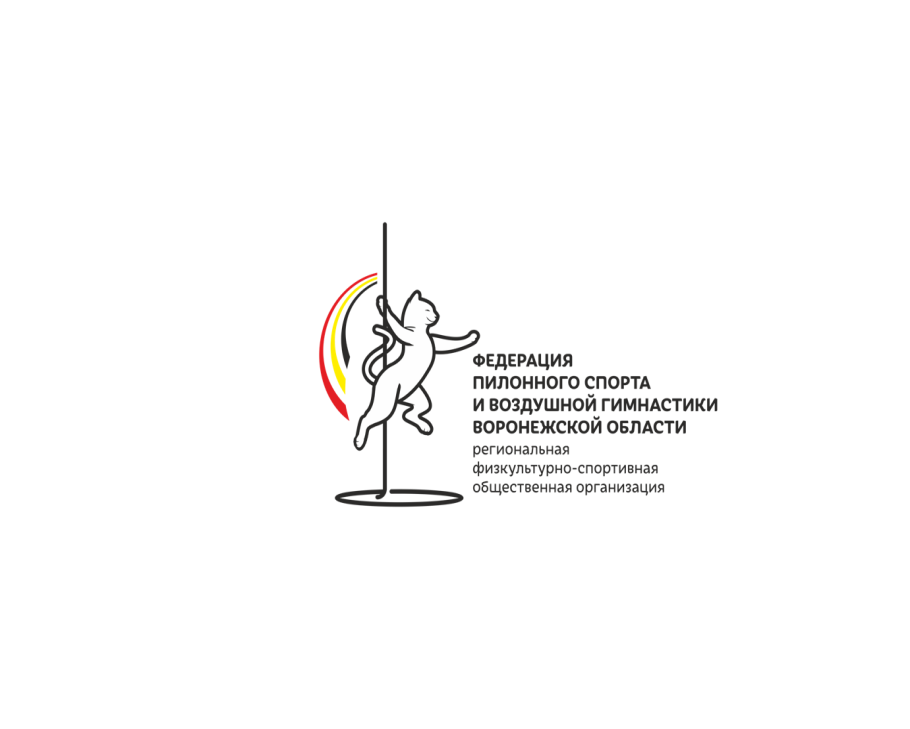 ФЕДЕРАЦИЯ
ПИЛОННОГО СПОРТА
И ВОЗДУШНОЙ ГИМНАСТИКИ
ВОРОНЕЖСКОЙ ОБЛАСТИ
региональная
физкультурно-спортивная
общественная организация